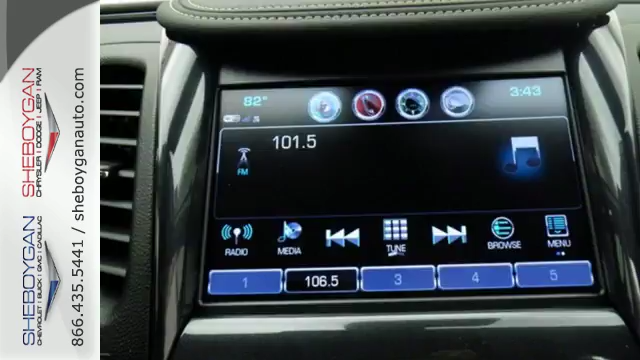 82° 3:43
101.5
FM
RADIO MEDIA TUNE BROWSE MENU
1 106.5 3 4 5
SHEBOYGAN
CHRYSLER | DODGE | JEEP | RAM
SHEBOYGAN
CHEVROLET | BUICK | GMC | CADILLAC
866.435.5441 / sheboyganauto.com